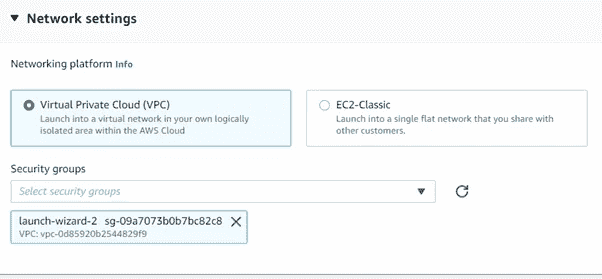 Network settings
Networking platform Info
Virtual Private Cloud (VPC)
Launch into a virtual network in your own logically
isolated area within the AWS Cloud
EC2-Classic
Launch into a single flat network that you share with
other customers.
Security groups
Select security groups
launch-wizard-2 sg-09a7073b0b7bc82c8
VPC: vpc-0d85920b2544829f9